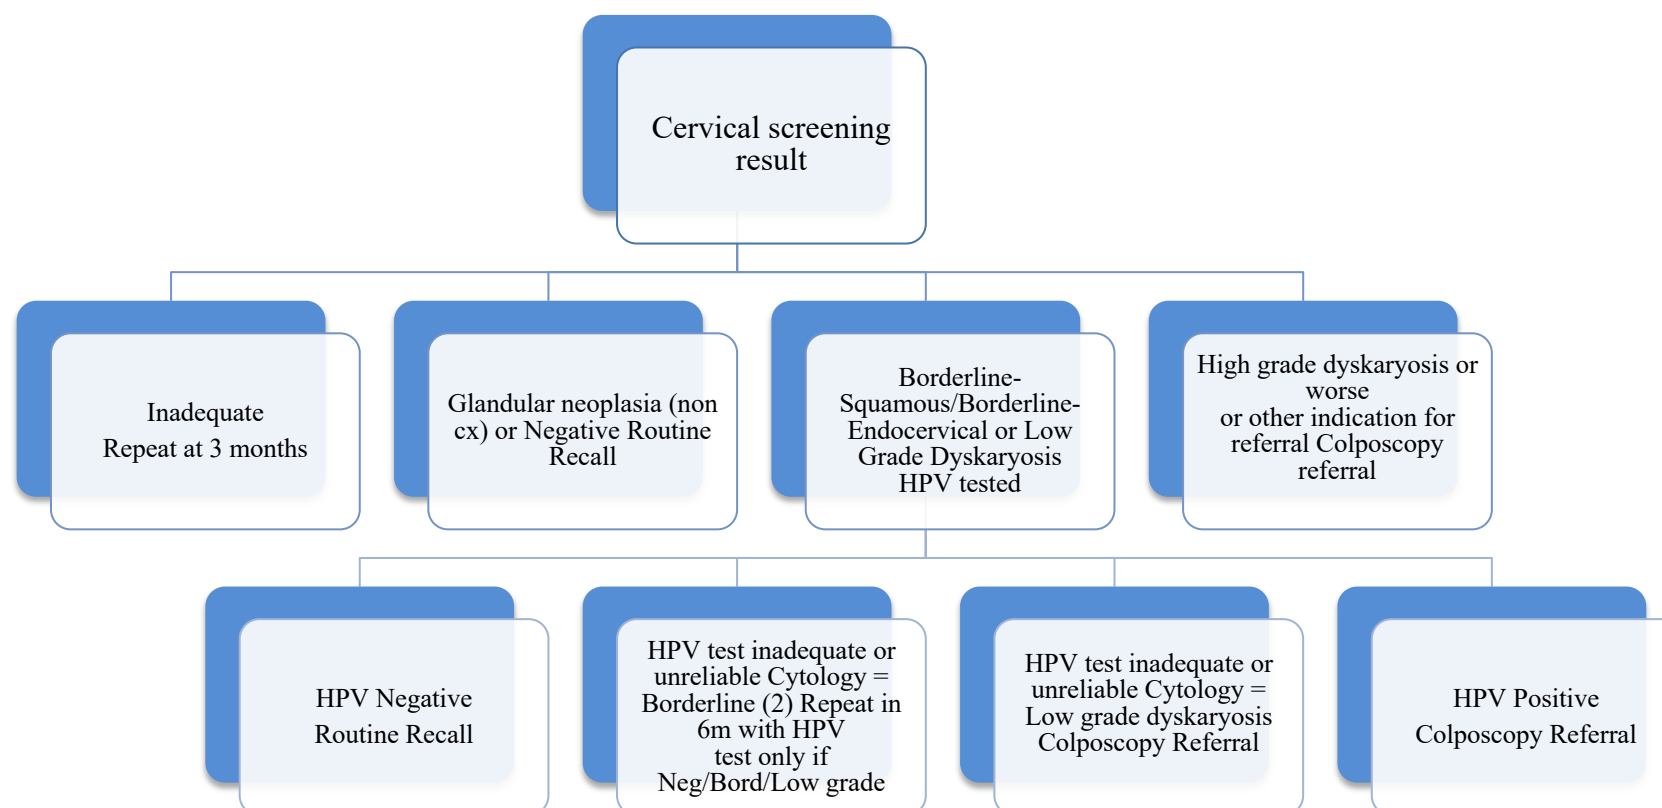 Cervical screening
result
Inadequate
Repeat at 3 months
Glandular neoplasia (non
cx) or Negative Routine
Recall
Borderline-
Squamous/Borderline-
Endocervical or Low
Grade Dyskaryosis
HPV tested
High grade dyskaryosis or
worse
or other indication for
referral Colposcopy
referral
HPV Negative
Routine Recall
HPV test inadequate or
unreliable Cytology =
Borderline (2) Repeat in
6m with HPV
test only if
Neg/Bord/Low grade
HPV test inadequate or
unreliable Cytology =
Low grade dyskaryosis
Colposcopy Referral
HPV Positive
Colposcopy Referral